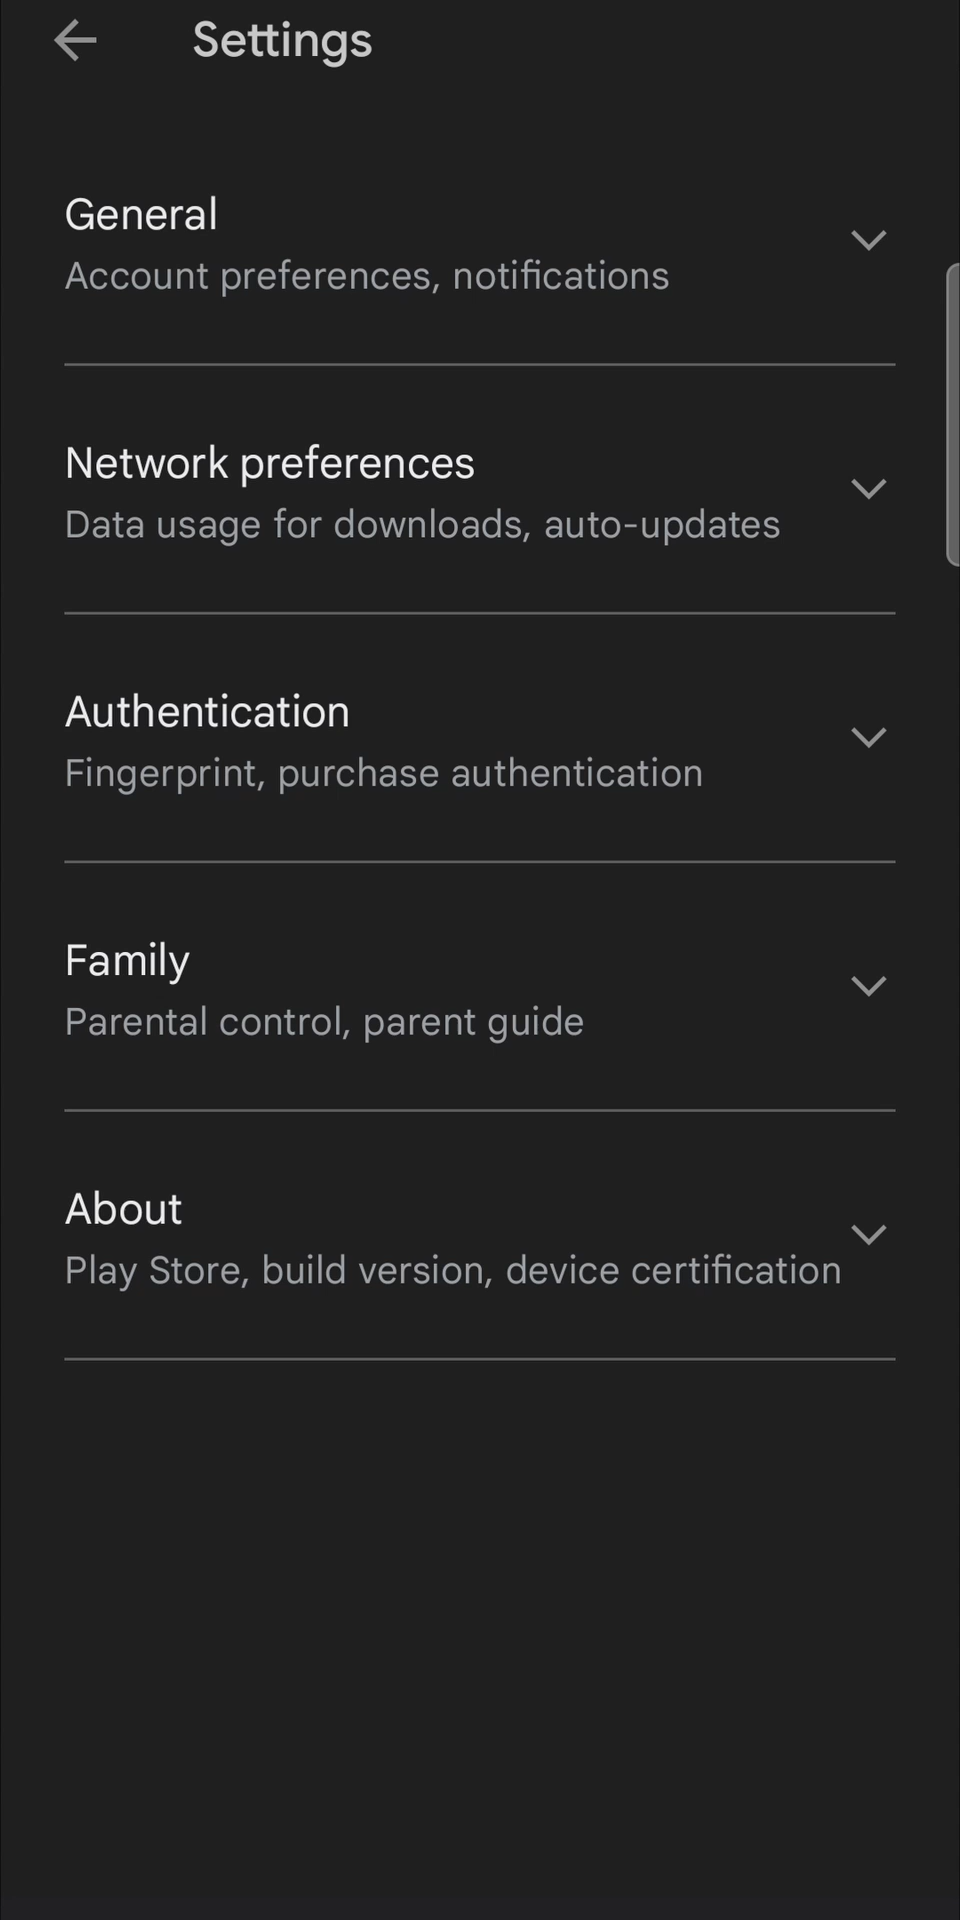 Settings
General
Account preferences, notifications
Network preferences
Data usage for downloads, auto-updates
Authentication
Fingerprint, purchase authentication
Family
Parental control, parent guide
About
Play Store, build version, device certification